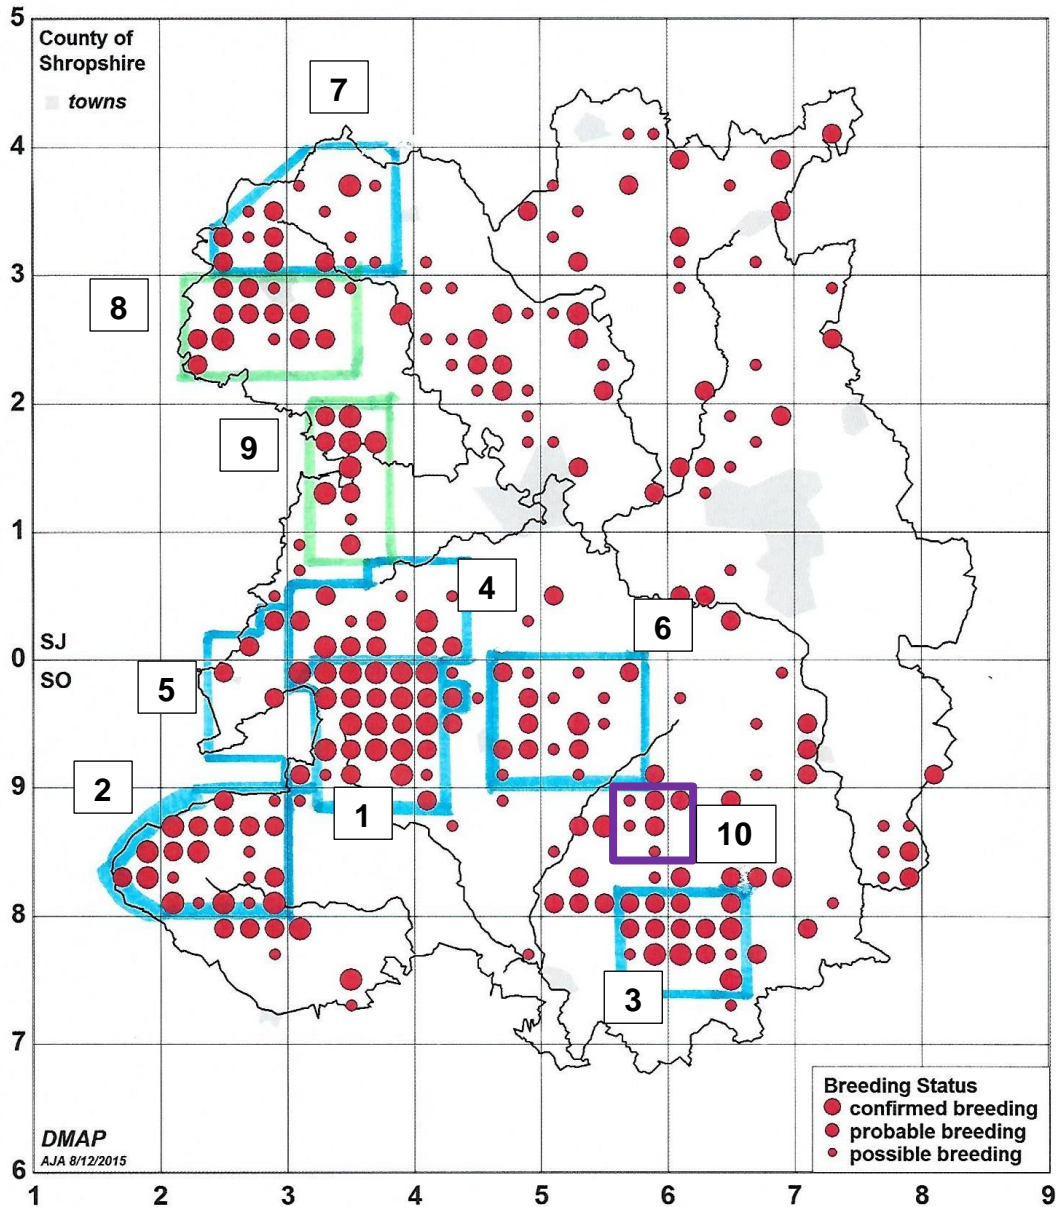 5
County of
Shropshire
towns
7
4
3
8
2
9
1
4
6
SJ
0
SO
5
9
2
1
10
8
3
7
Breeding Status
confirmed breeding
probable breeding
possible breeding
DMAP
AJA 8/12/2015
6
1 2 3 4 5 6 7 8 9